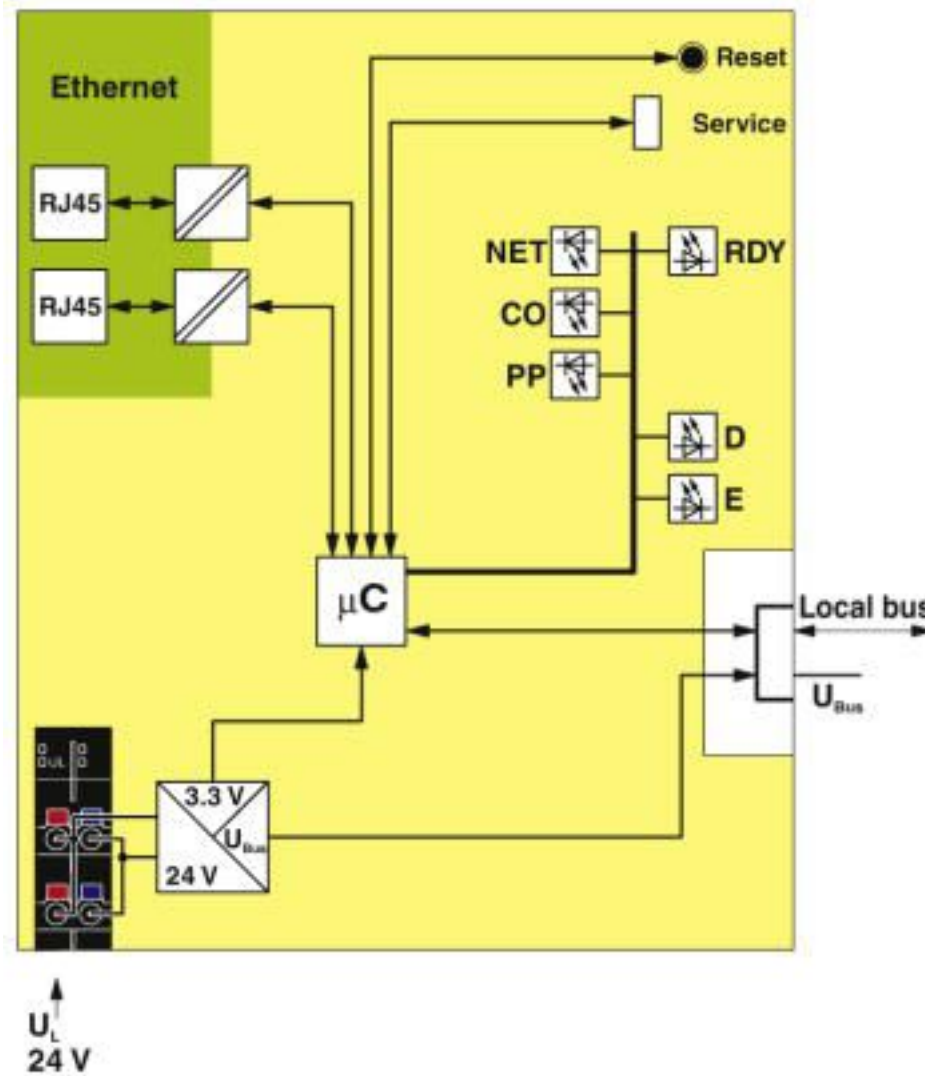 Ethernet
Reset
Service
RJ45
RJ45
NET
RDY
CO
PP
D
E
µC
Local bus
UBus
UL
3.3 V
UBus
24 V
UL
24 V